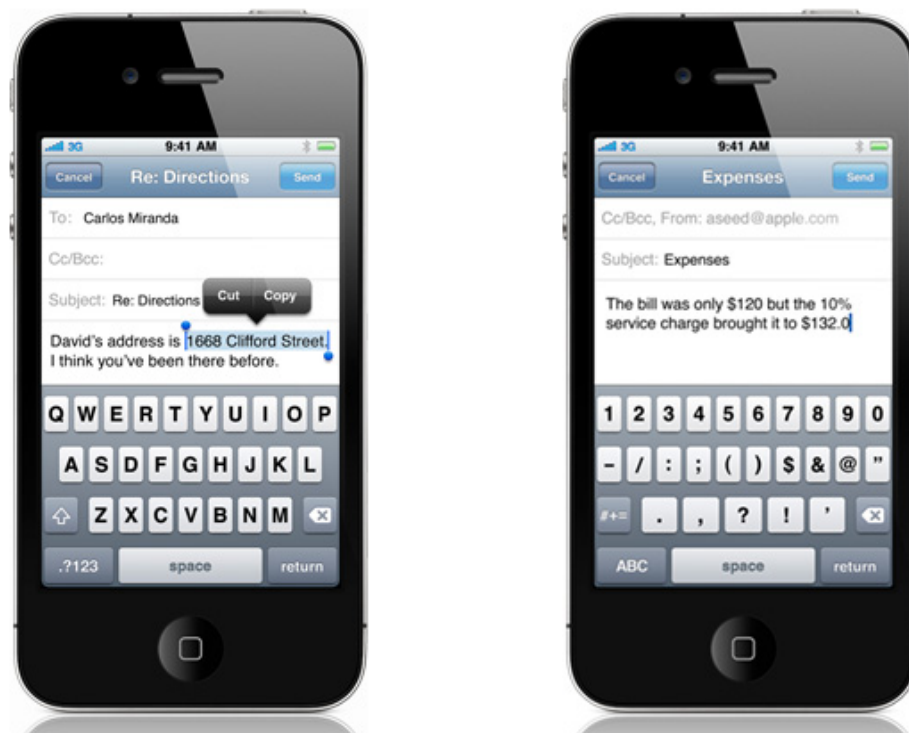 3G 9:41 AM
Cancel Re: Directions Send
To: Carlos Miranda
Cc/Bcc:
Subject: Re: Directions
Cut Copy
David's address is 1668 Clifford Street.
I think you've been there before.
Q W E R T Y U I O P
A S D F G H J K L
Z X C V B N M
.?123 space return
3G 9:41 AM
Cancel Expenses Send
Cc/Bcc, From: aseed@apple.com
Subject: Expenses
The bill was only $120 but the 10%
service charge brought it to $132.0
1 2 3 4 5 6 7 8 9 0
- / : ; ( ) $ & @ "
#+= . , ? ! '
ABC space return